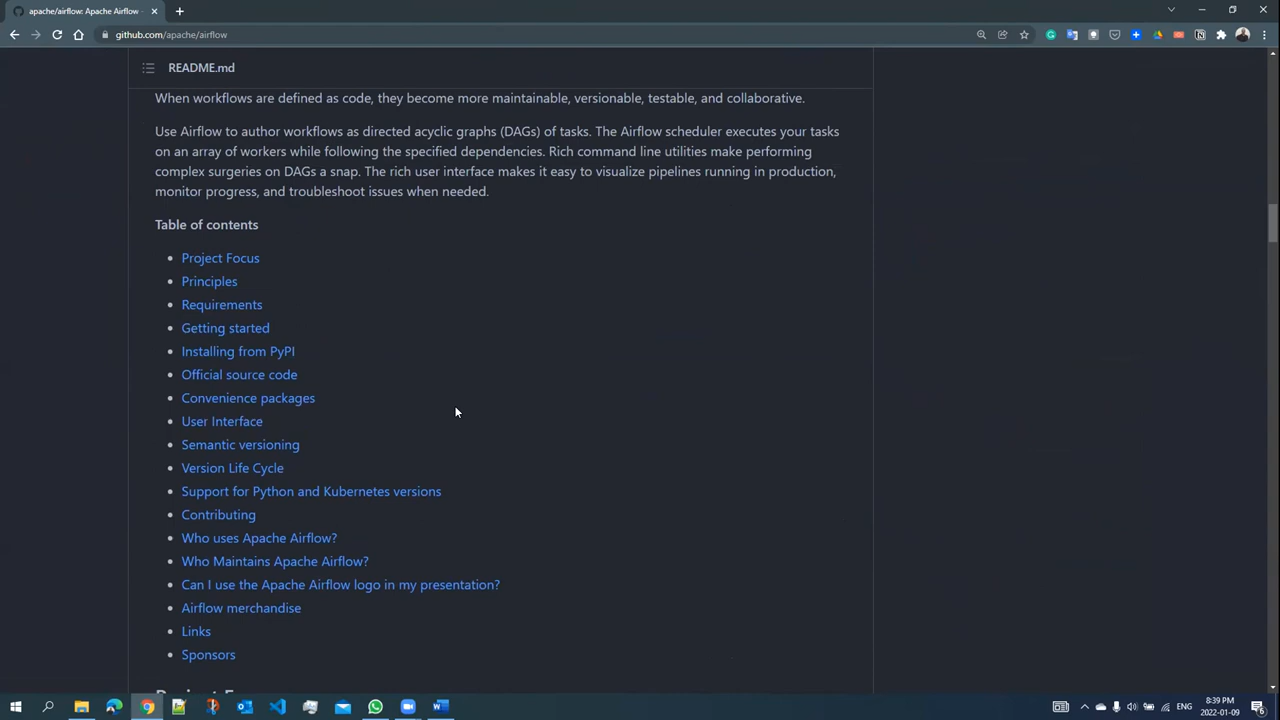 apache/airflow: Apache Airflow -
github.com/apache/airflow
README.md
When workflows are defined as code, they become more maintainable, versionable, testable, and collaborative.
Use Airflow to author workflows as directed acyclic graphs (DAGs) of tasks. The Airflow scheduler executes your tasks
on an array of workers while following the specified dependencies. Rich command line utilities make performing
complex surgeries on DAGs a snap. The rich user interface makes it easy to visualize pipelines running in production,
monitor progress, and troubleshoot issues when needed.
Table of contents
Project Focus
Principles
Requirements
Getting started
Installing from PyPI
Official source code
Convenience packages
User Interface
Semantic versioning
Version Life Cycle
Support for Python and Kubernetes versions
Contributing
Who uses Apache Airflow?
Who Maintains Apache Airflow?
Can I use the Apache Airflow logo in my presentation?
Airflow merchandise
Links
Sponsors
ENG
8:39 PM
2022-01-09